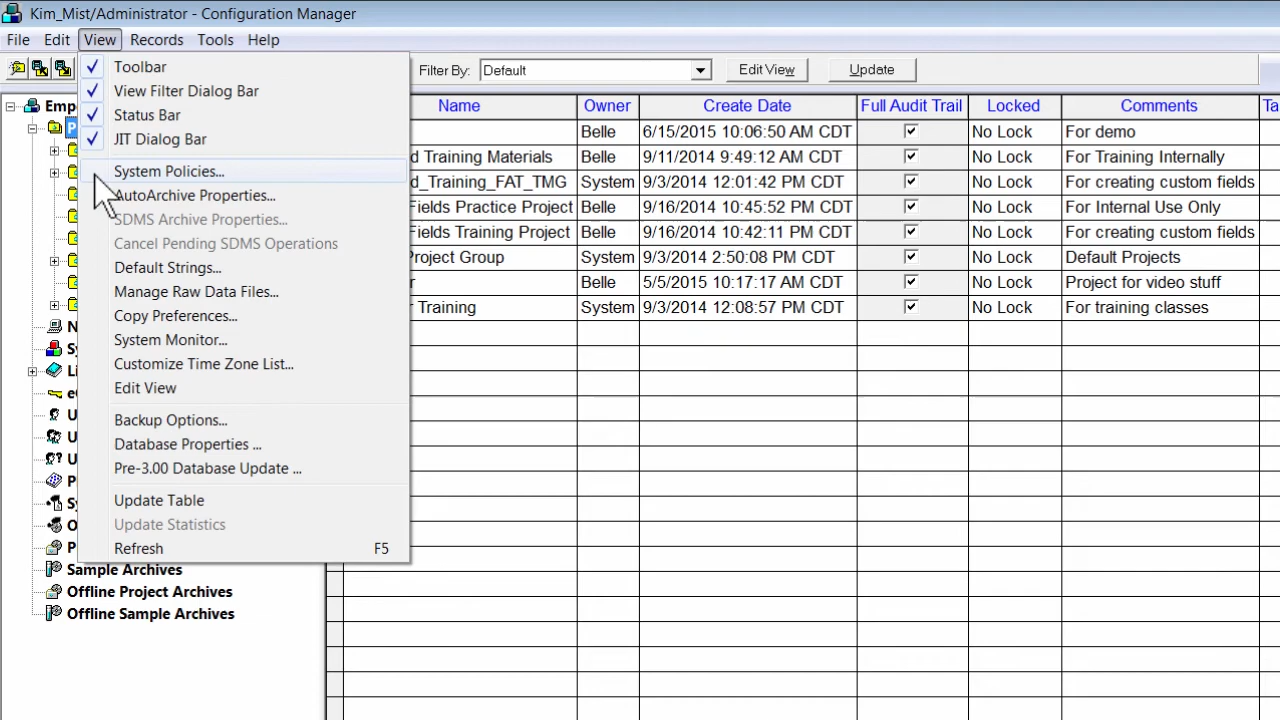 Kim_Mist/Administrator - Configuration Manager
File Edit View Records Tools Help
Filter By: Default Edit View Update
Toolbar
View Filter Dialog Bar
Status Bar
JIT Dialog Bar
System Policies...
AutoArchive Properties...
SDMS Archive Properties...
Cancel Pending SDMS Operations
Default Strings...
Manage Raw Data Files...
Copy Preferences...
System Monitor...
Customize Time Zone List...
Edit View
Backup Options...
Database Properties ...
Pre-3.00 Database Update ...
Update Table
Update Statistics
Refresh F5
Empo
P
N
Sy
Li
eC
U
U
U
P
Sy
O
P
Sample Archives
Offline Project Archives
Offline Sample Archives
Name Owner Create Date Full Audit Trail Locked Comments Ta
Belle 6/15/2015 10:06:50 AM CDT No Lock For demo
d Training Materials Belle 9/11/2014 9:49:12 AM CDT No Lock For Training Internally
d_Training_FAT_TMG System 9/3/2014 12:01:42 PM CDT No Lock For creating custom fields
Fields Practice Project Belle 9/16/2014 10:45:52 PM CDT No Lock For Internal Use Only
Fields Training Project Belle 9/16/2014 10:42:11 PM CDT No Lock For creating custom fields
Project Group System 9/3/2014 2:50:08 PM CDT No Lock Default Projects
r Belle 5/5/2015 10:17:17 AM CDT No Lock Project for video stuff
r Training System 9/3/2014 12:08:57 PM CDT No Lock For training classes